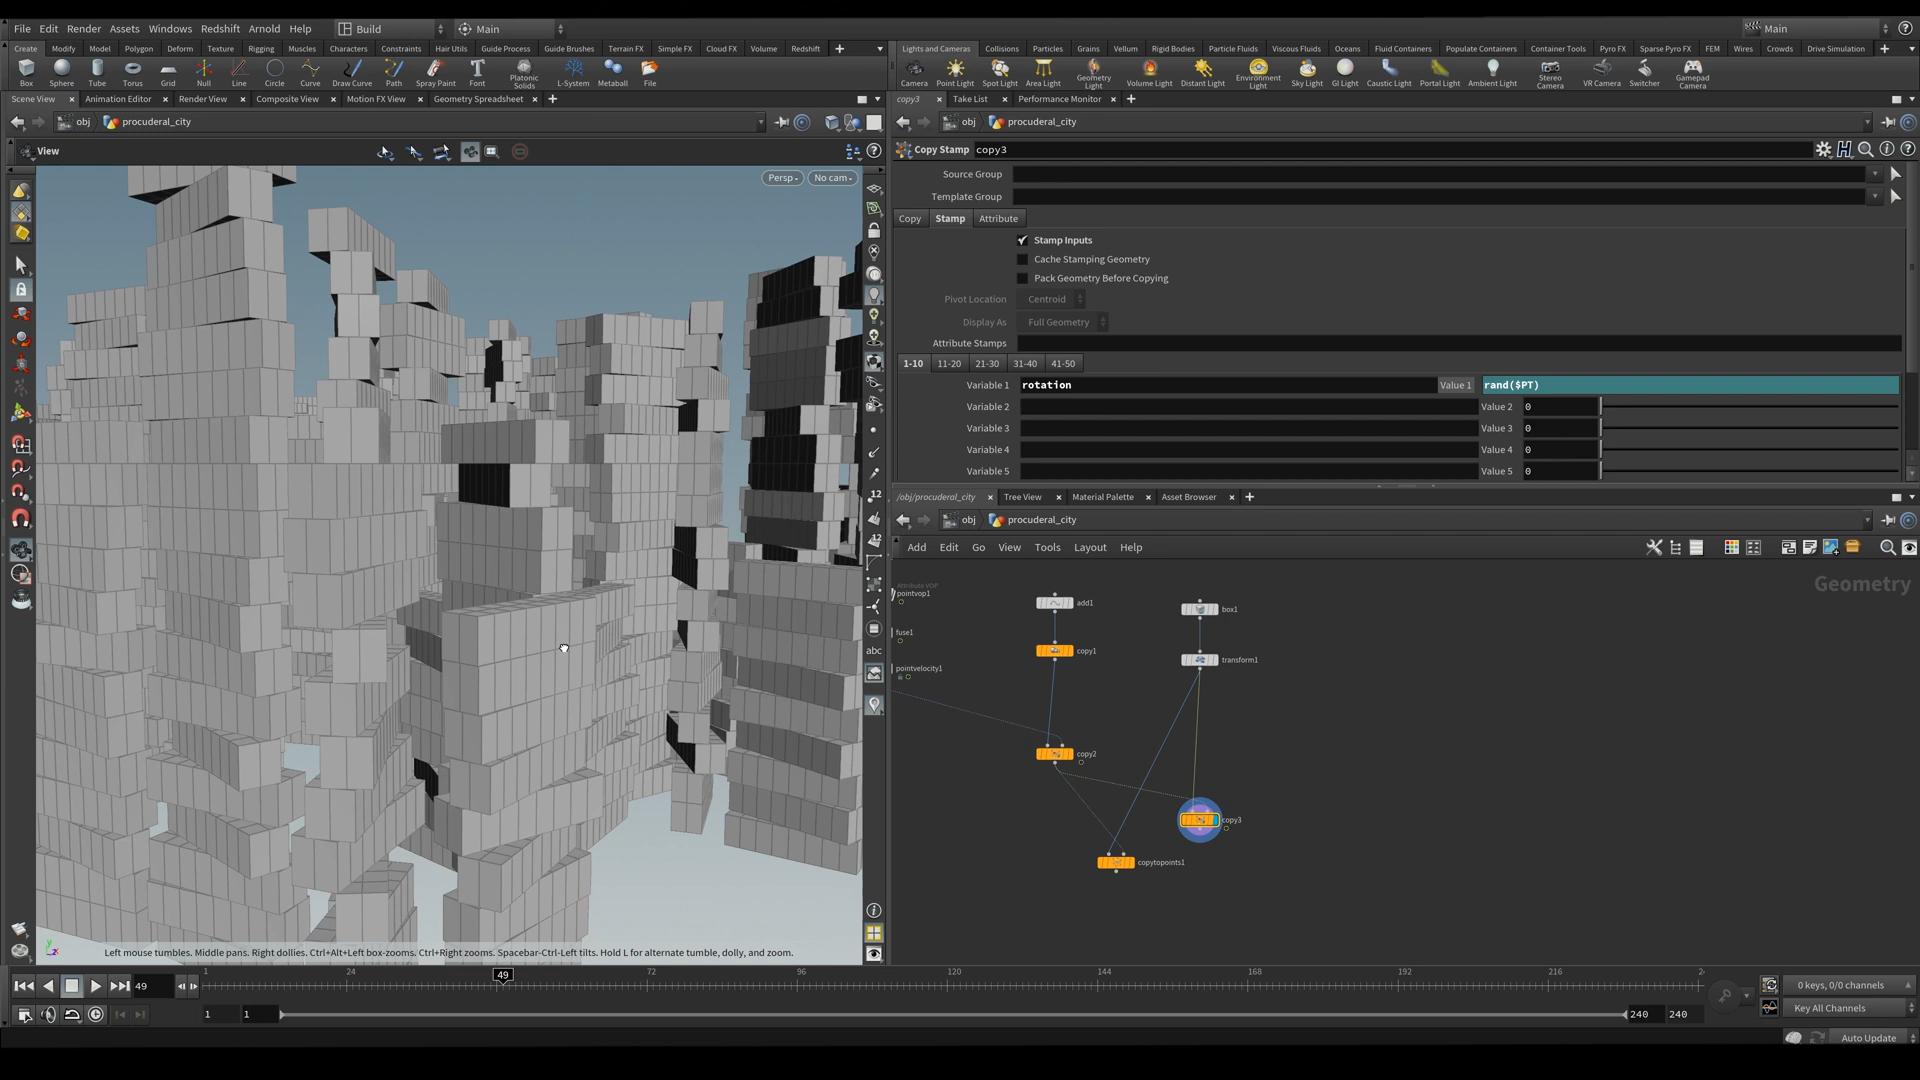 File Edit Render Assets Windows Redshift Arnold Help Build Main Main
Create Modify Model Polygon Deform Texture Rigging Muscles Characters Constraints Hair Utils Guide Process Guide Brushes Terrain FX Simple FX Cloud FX Volume Redshift
Lights and Cameras Collisions Particles Grains Vellum Rigid Bodies Particle Fluids Viscous Fluids Oceans Fluid Containers Populate Containers Container Tools Pyro FX Sparse Pyro FX FEM Wires Crowds Drive Simulation
Box Sphere Tube Torus Grid Null Line Circle Curve Draw Curve Path Spray Paint Font Platonic Solids L-System Metaball File
Camera Point Light Spot Light Area Light Geometry Light Volume Light Distant Light Environment Light Sky Light GI Light Caustic Light Portal Light Ambient Light Stereo Camera VR Camera Switcher Gamepad Camera
Scene View Animation Editor Render View Composite View Motion FX View Geometry Spreadsheet
copy3 Take List Performance Monitor
obj procuderal_city
obj procuderal_city
View
Copy Stamp copy3
Persp No cam
Source Group
Template Group
Copy Stamp Attribute
Stamp Inputs
Cache Stamping Geometry
Pack Geometry Before Copying
Pivot Location Centroid
Display As Full Geometry
Attribute Stamps
1-10 11-20 21-30 31-40 41-50
Variable 1 rotation Value 1 rand($PT)
Variable 2 Value 2 0
Variable 3 Value 3 0
Variable 4 Value 4 0
Variable 5 Value 5 0
12
12
abc
/obj/procuderal_city Tree View Material Palette Asset Browser
obj procuderal_city
Add Edit Go View Tools Layout Help
Geometry
Attribute VOP
pointvop1
add1
box1
fuse1
copy1
transform1
pointvelocity1
copy2
copy3
copytopoints1
Left mouse tumbles. Middle pans. Right dollies. Ctrl+Alt+Left box-zooms. Ctrl+Right zooms. Spacebar-Ctrl-Left tilts. Hold L for alternate tumble, dolly, and zoom.
1 24 49 72 96 120 144 168 192 216 2
49
0 keys, 0/0 channels
1 1 240 240
Key All Channels
Auto Update